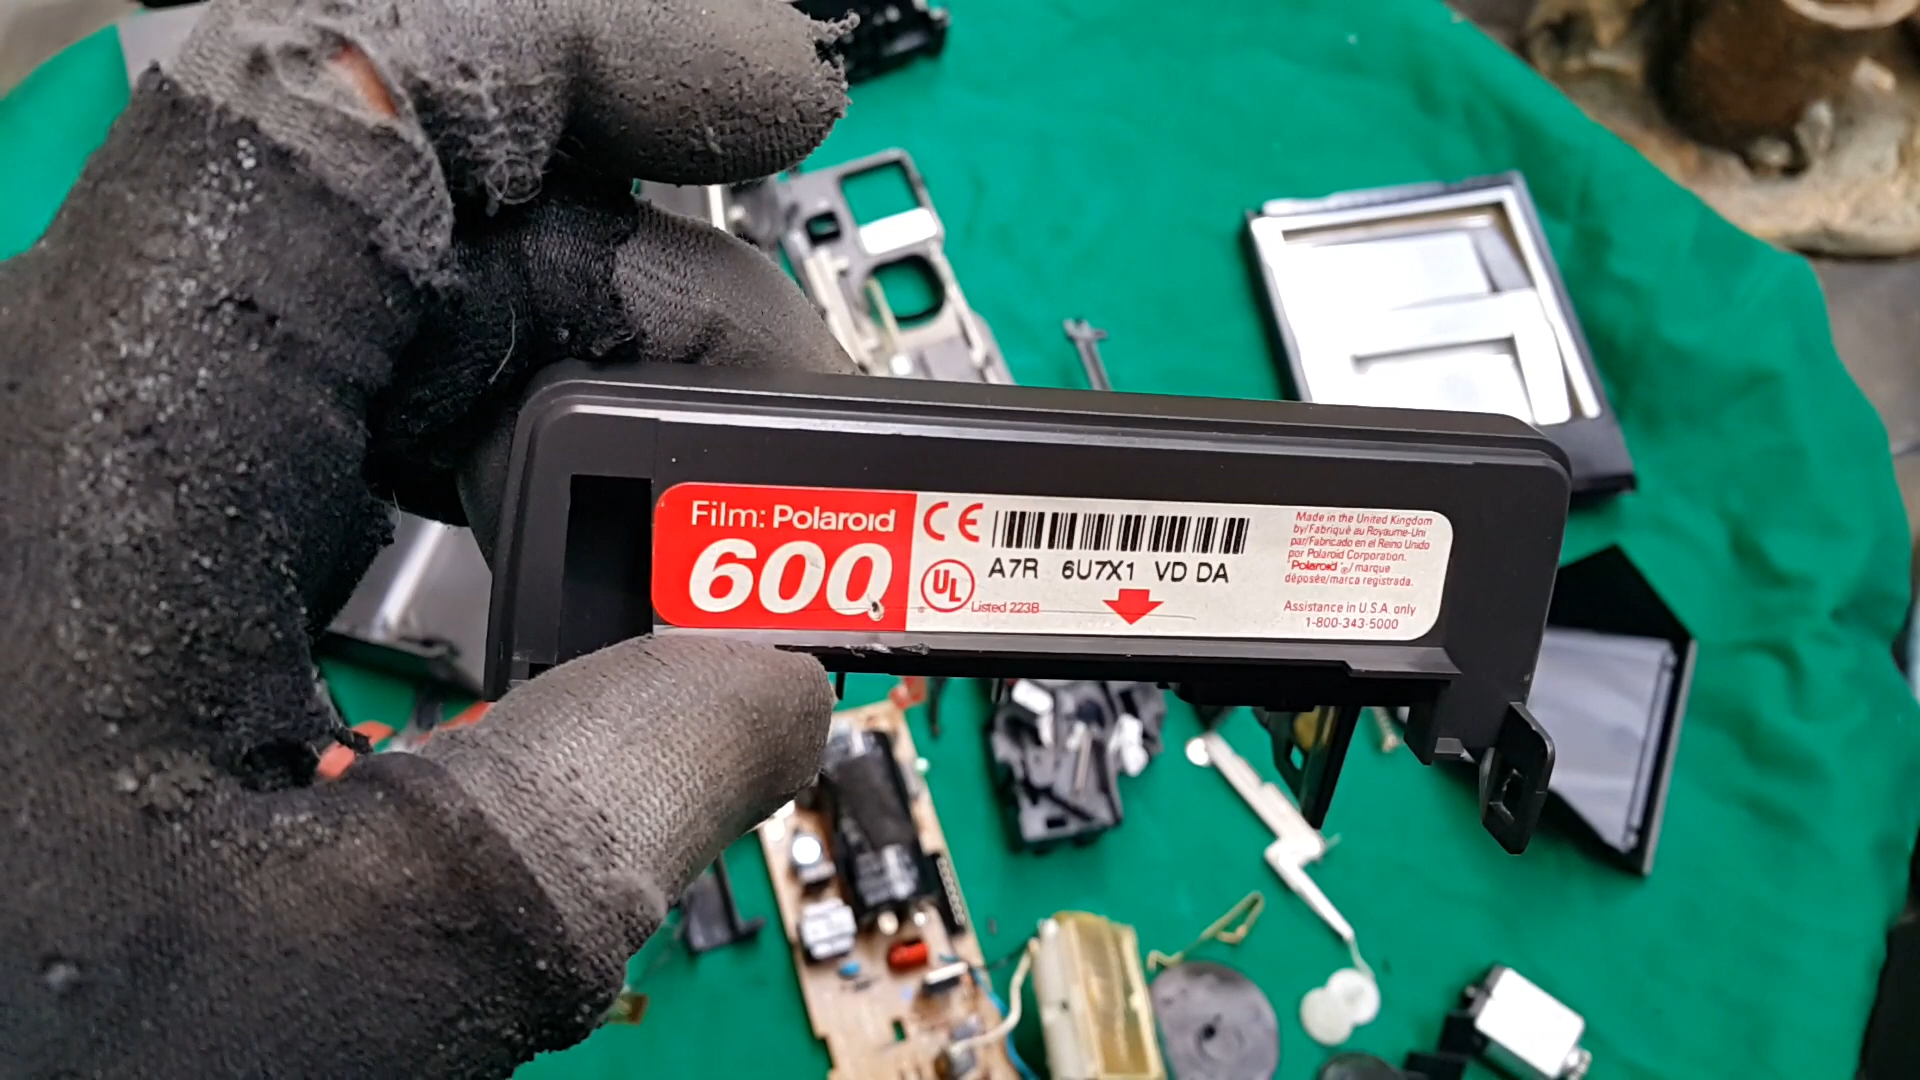 Film: Polaroid
600
CE
A7R 6U7X1 VD DA
UL
Listed 223B
Made in the United Kingdom
by/Fabriqué au Royaume-Uni
par/Fabricado en el Reino Unido
por Polaroid Corporation.
"Polaroid"®/marque
déposée/marca registrada.
Assistance in U.S.A. only
1-800-343-5000